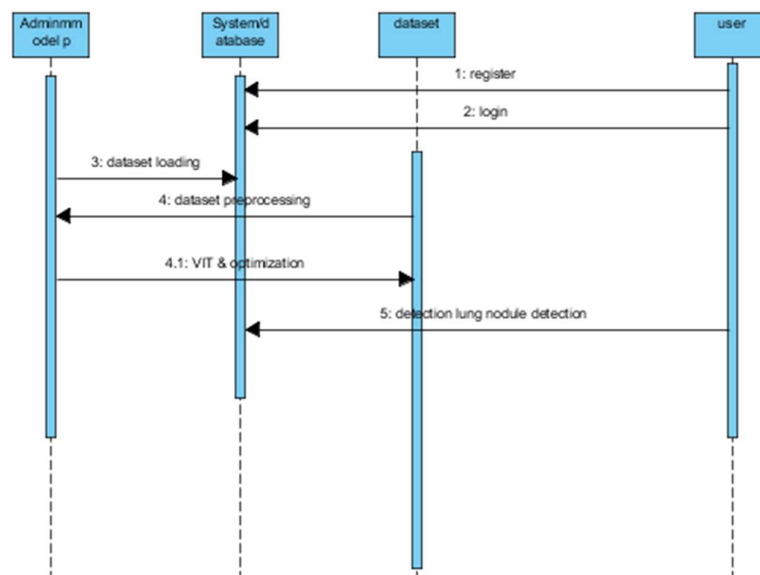 Adminmm
odel p
System/d
atabase
dataset
user
1: register
2: login
3: dataset loading
4: dataset preprocessing
4.1: VIT & optimization
5: detection lung nodule detection